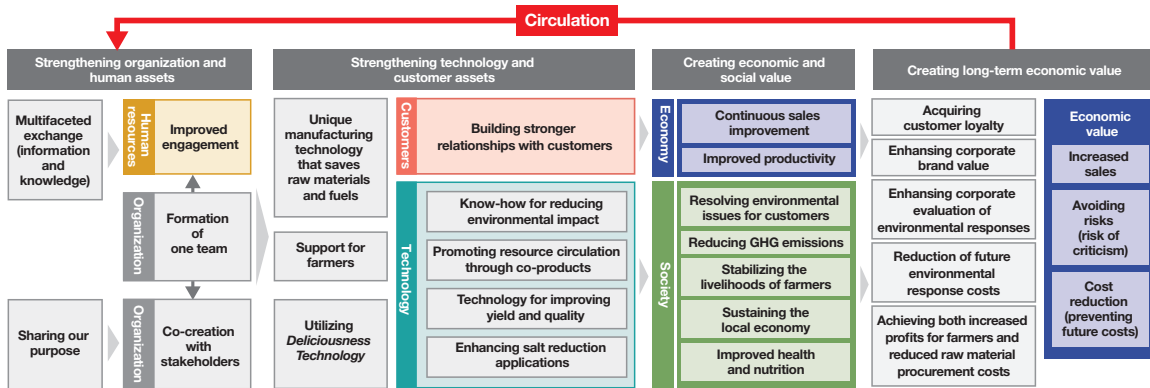 Circulation
Strengthening organization and
human assets
Strengthening technology and
customer assets
Creating economic and
social value
Creating long-term economic value
Multifaceted
exchange
(information
and
knowledge)
Human
resources
Improved
engagement
Organization
Formation of
one team
Sharing our
purpose
Organization
Co-creation
with
stakeholders
Unique
manufacturing
technology
that saves
raw materials
and fuels
Support for
farmers
Utilizing
Deliciousness
Technology
Customers
Building stronger
relationships with customers
Technology
Know-how for reducing
environmental impact
Promoting resource circulation
through co-products
Technology for improving
yield and quality
Enhancing salt reduction
applications
Economy
Continuous sales
improvement
Improved productivity
Society
Resolving environmental
issues for customers
Reducing GHG emissions
Stabilizing the
livelihoods of farmers
Sustaining the
local economy
Improved health
and nutrition
Acquiring
customer loyalty
Enhansing corporate
brand value
Enhansing corporate
evaluation of
environmental responses
Reduction of future
environmental
response costs
Achieving both increased
profits for farmers and
reduced raw material
procurement costs
Economic
value
Increased
sales
Avoiding
risks
(risk of
criticism)
Cost
reduction
(preventing
future costs)